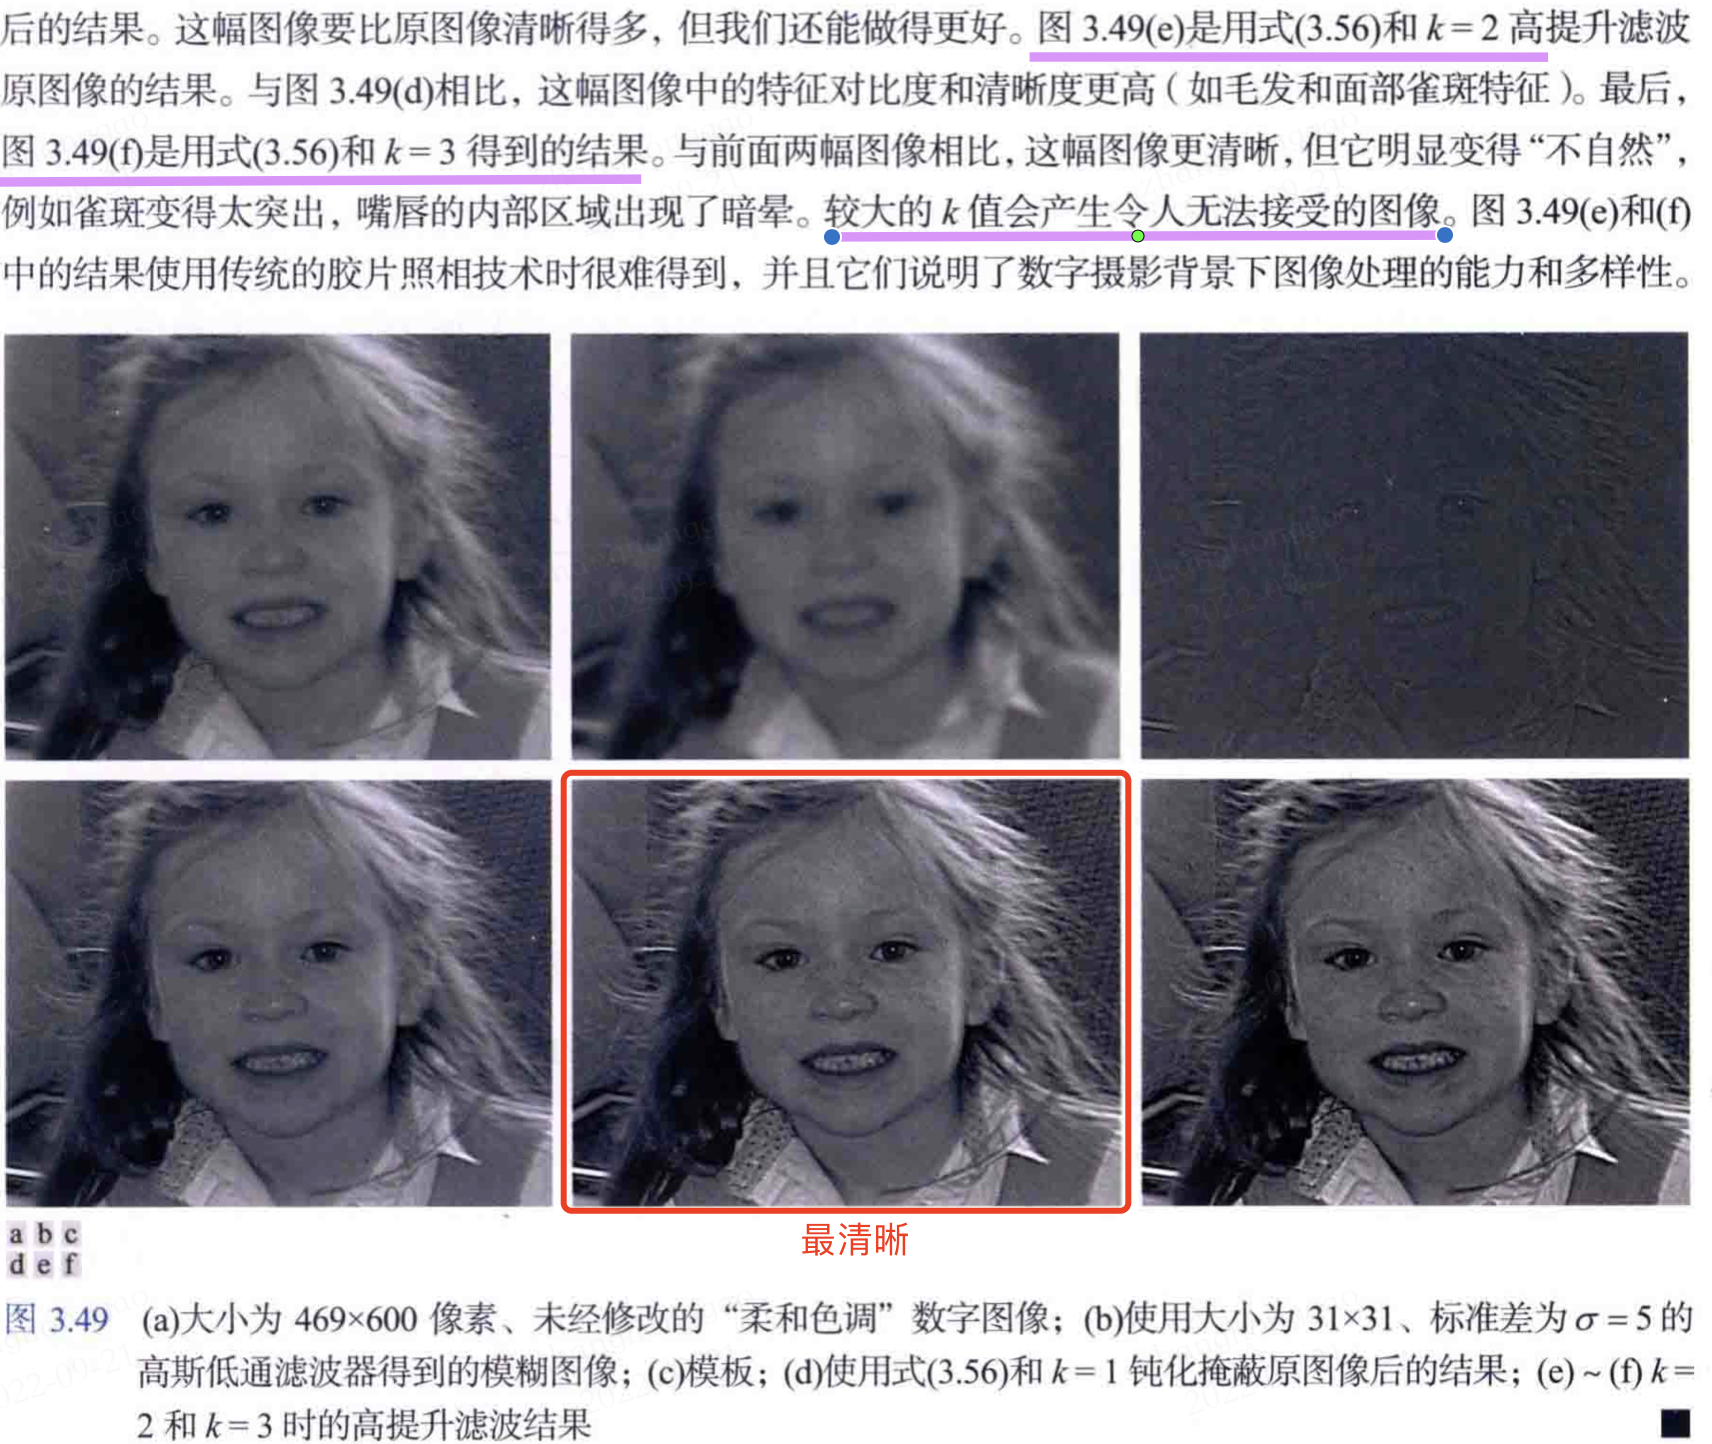 后的结果。这幅图像要比原图像清晰得多，但我们还能做得更好。图 3.49(e)是用式(3.56)和 k = 2 高提升滤波
原图像的结果。与图 3.49(d)相比，这幅图像中的特征对比度和清晰度更高（如毛发和面部雀斑特征）。最后，
图 3.49(f)是用式(3.56)和 k = 3 得到的结果。与前面两幅图像相比，这幅图像更清晰，但它明显变得“不自然”，
例如雀斑变得太突出，嘴唇的内部区域出现了暗晕。较大的 k 值会产生令人无法接受的图像。图 3.49(e)和(f)
中的结果使用传统的胶片照相技术时很难得到，并且它们说明了数字摄影背景下图像处理的能力和多样性。
最清晰
a b c
d e f
图 3.49 (a)大小为 469×600 像素、未经修改的“柔和色调”数字图像；(b)使用大小为 31×31、标准差为 σ = 5 的
高斯低通滤波器得到的模糊图像；(c)模板；(d)使用式(3.56)和 k = 1 钝化掩蔽原图像后的结果；(e) ~ (f) k =
2 和 k = 3 时的高提升滤波结果